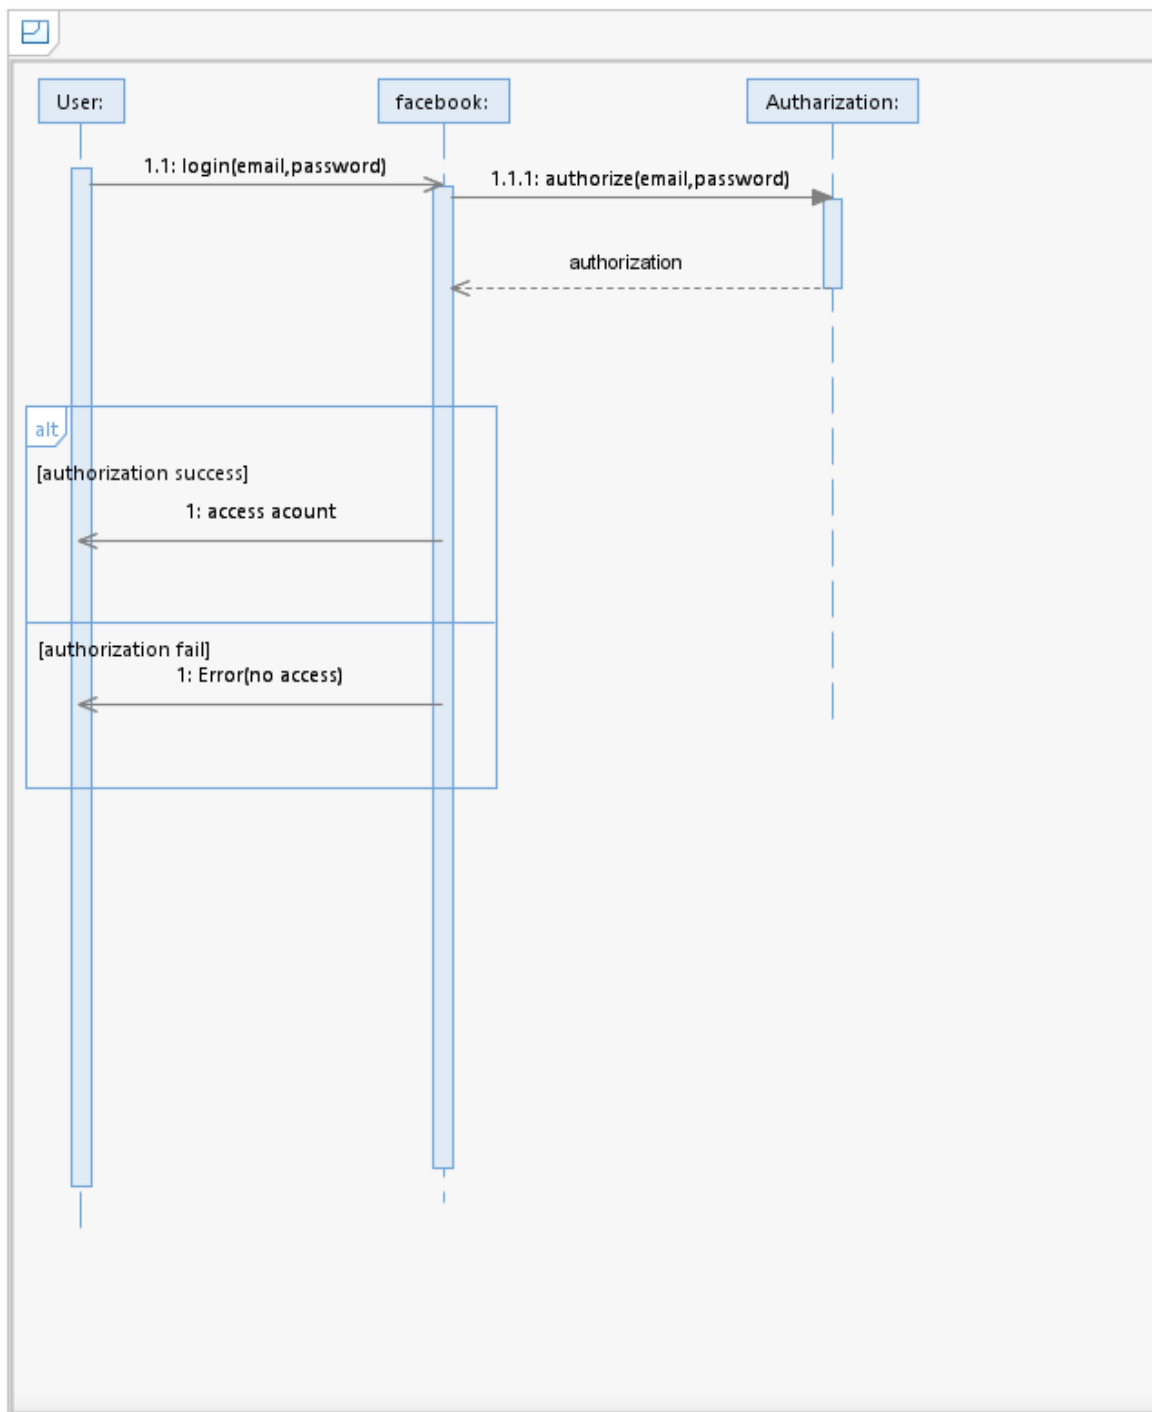 User:
facebook:
Autharization:
1.1: login(email,password)
1.1.1: authorize(email,password)
authorization
alt
[authorization success]
1: access acount
[authorization fail]
1: Error(no access)